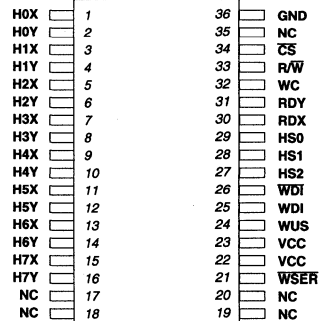 H0X 1 36 GND
H0Y 2 35 NC
H1X 3 34 C̅S̅
H1Y 4 33 R/W̅
H2X 5 32 WC
H2Y 6 31 RDY
H3X 7 30 RDX
H3Y 8 29 HS0
H4X 9 28 HS1
H4Y 10 27 HS2
H5X 11 26 W̅D̅I̅
H5Y 12 25 WDI
H6X 13 24 WUS
H6Y 14 23 VCC
H7X 15 22 VCC
H7Y 16 21 W̅S̅E̅R̅
NC 17 20 NC
NC 18 19 NC